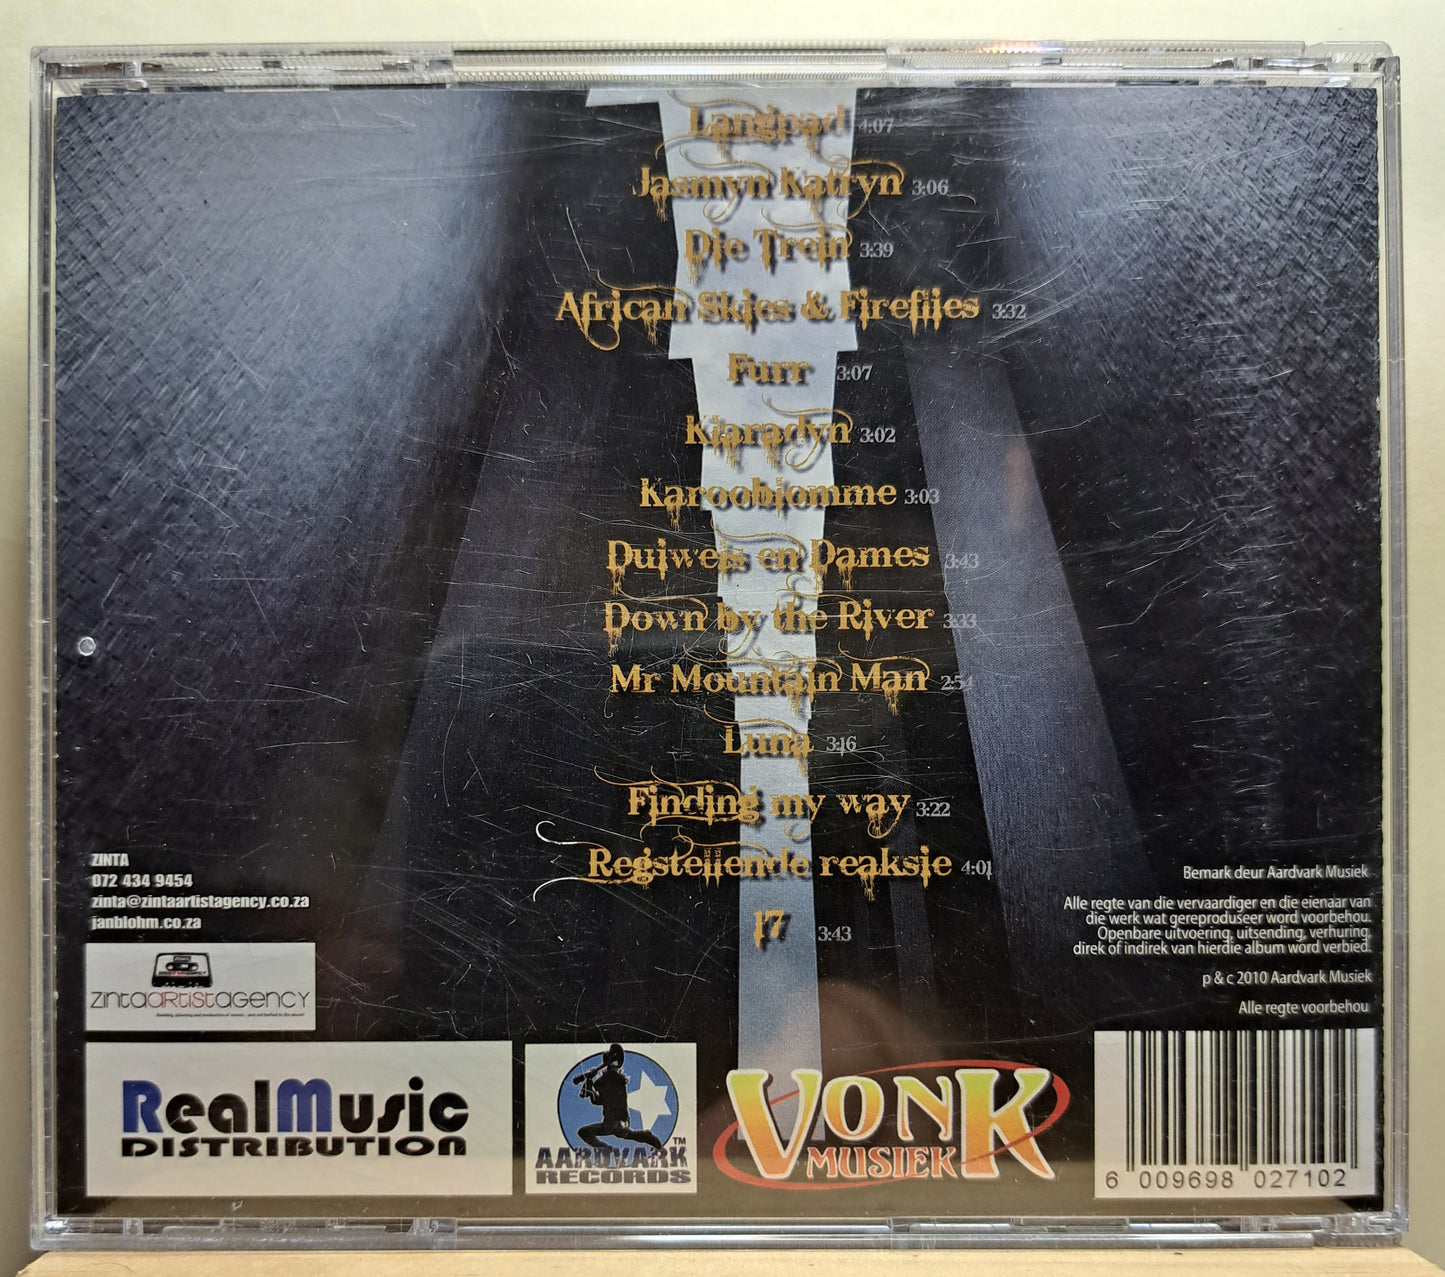 Langpad 4:07
Jasmyn Katryn 3:06
Die Trein 3:39
African Skies & Fireflies 3:32
Furr 3:07
Klaradyn 3:02
Karooblomme 3:03
Duiwels en Dames 3:43
Down by the River 3:33
Mr Mountain Man 2:54
Luna 3:16
Finding my way 3:22
Regstellende reaksie 4:01
17 3:43
ZINTA
072 434 9454
zinta@zintaartistagency.co.za
janblohm.co.za
zintaartistagency
Bemark deur Aardvark Musiek
Alle regte van die vervaardiger en die eienaar van
die werk wat gereproduseer word voorbehou.
Openbare uitvoering, uitsending, verhuring,
direk of indirek van hierdie album word verbied.
p & c 2010 Aardvark Musiek
Alle regte voorbehou
RealMusic
DISTRIBUTION
AARDVARK
RECORDS ™
VONK
MUSIEK
6 009698 027102